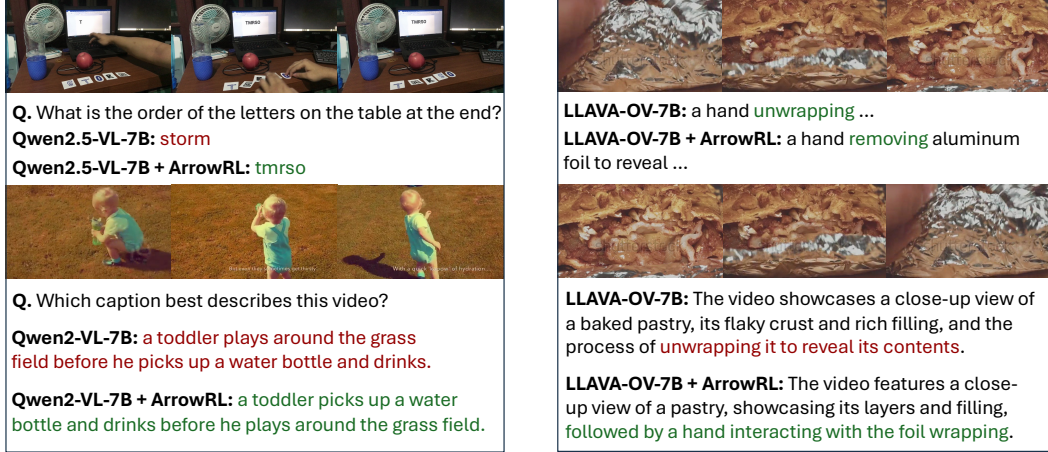 T
TMRSO
TMRSO
Q. What is the order of the letters on the table at the end?
Qwen2.5-VL-7B: storm
Qwen2.5-VL-7B + ArrowRL: tmrso
With a quick
of hydration...
Q. Which caption best describes this video?
Qwen2-VL-7B: a toddler plays around the grass
field before he picks up a water bottle and drinks.
Qwen2-VL-7B + ArrowRL: a toddler picks up a water
bottle and drinks before he plays around the grass field.
LLAVA-OV-7B: a hand unwrapping ...
LLAVA-OV-7B + ArrowRL: a hand removing aluminum
foil to reveal ...
LLAVA-OV-7B: The video showcases a close-up view of
a baked pastry, its flaky crust and rich filling, and the
process of unwrapping it to reveal its contents.
LLAVA-OV-7B + ArrowRL: The video features a close-
up view of a pastry, showcasing its layers and filling,
followed by a hand interacting with the foil wrapping.